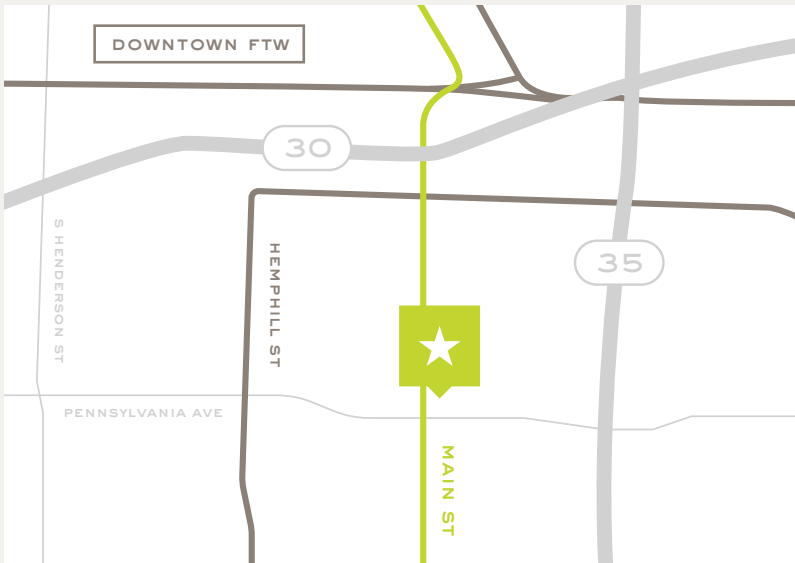 DOWNTOWN FTW
30
S HENDERSON ST
HEMPHILL ST
35
PENNSYLVANIA AVE
MAIN ST